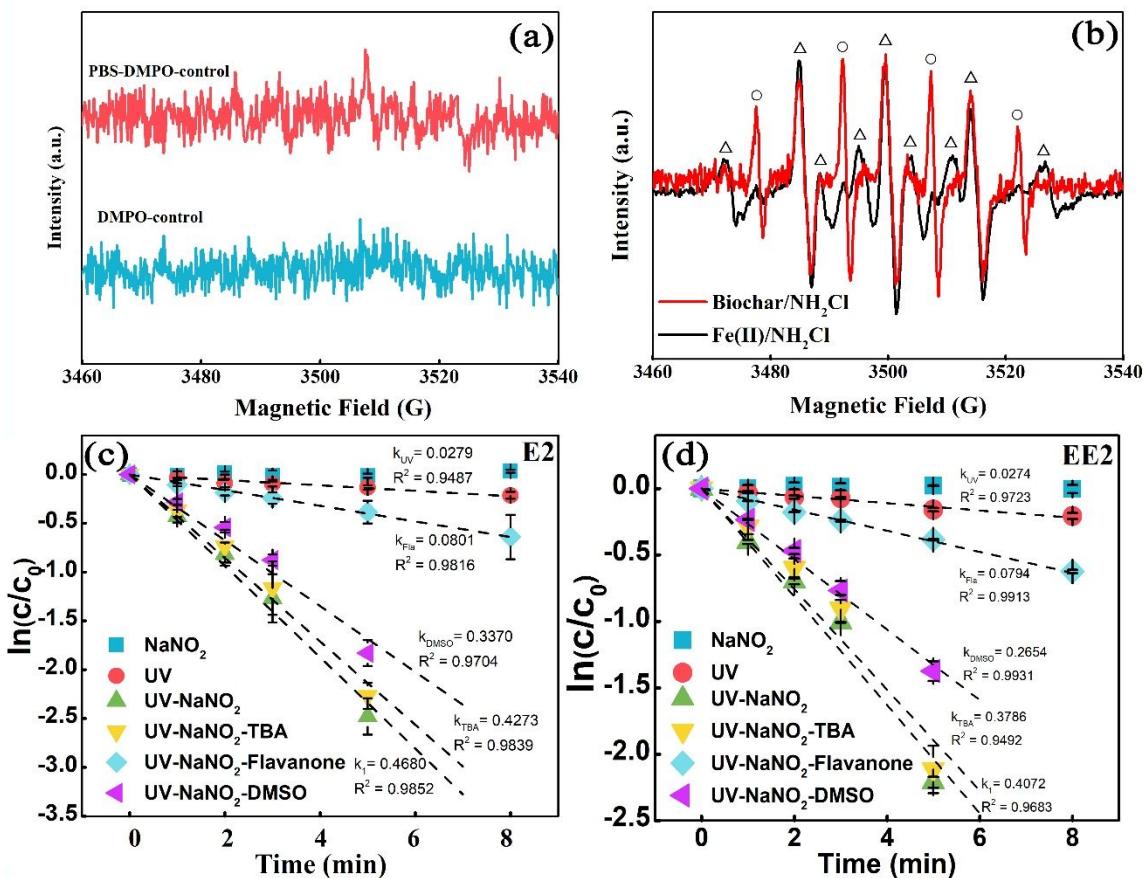 (a)
PBS-DMPO-control
DMPO-control
Intensity (a.u.)
3460 3480 3500 3520 3540
Magnetic Field (G)
(b)
△ ○ △ △ ○ △ △ △ ○ △ △ ○ △
Biochar/NH₂Cl
Fe(II)/NH₂Cl
Intensity (a.u.)
3460 3480 3500 3520 3540
Magnetic Field (G)
(c)
E2
k_UV = 0.0279
R² = 0.9487
k_Fla = 0.0801
R² = 0.9816
k_DMSO = 0.3370
R² = 0.9704
k_TBA = 0.4273
R² = 0.9839
k₁ = 0.4680
R² = 0.9852
NaNO₂
UV
UV-NaNO₂
UV-NaNO₂-TBA
UV-NaNO₂-Flavanone
UV-NaNO₂-DMSO
ln(c/c₀)
0.0
-0.5
-1.0
-1.5
-2.0
-2.5
-3.0
-3.5
0 2 4 6 8
Time (min)
(d)
EE2
k_UV = 0.0274
R² = 0.9723
k_Fla = 0.0794
R² = 0.9913
k_DMSO = 0.2654
R² = 0.9931
k_TBA = 0.3786
R² = 0.9492
k₁ = 0.4072
R² = 0.9683
NaNO₂
UV
UV-NaNO₂
UV-NaNO₂-TBA
UV-NaNO₂-Flavanone
UV-NaNO₂-DMSO
ln(c/c₀)
0.0
-0.5
-1.0
-1.5
-2.0
-2.5
0 2 4 6 8
Time (min)